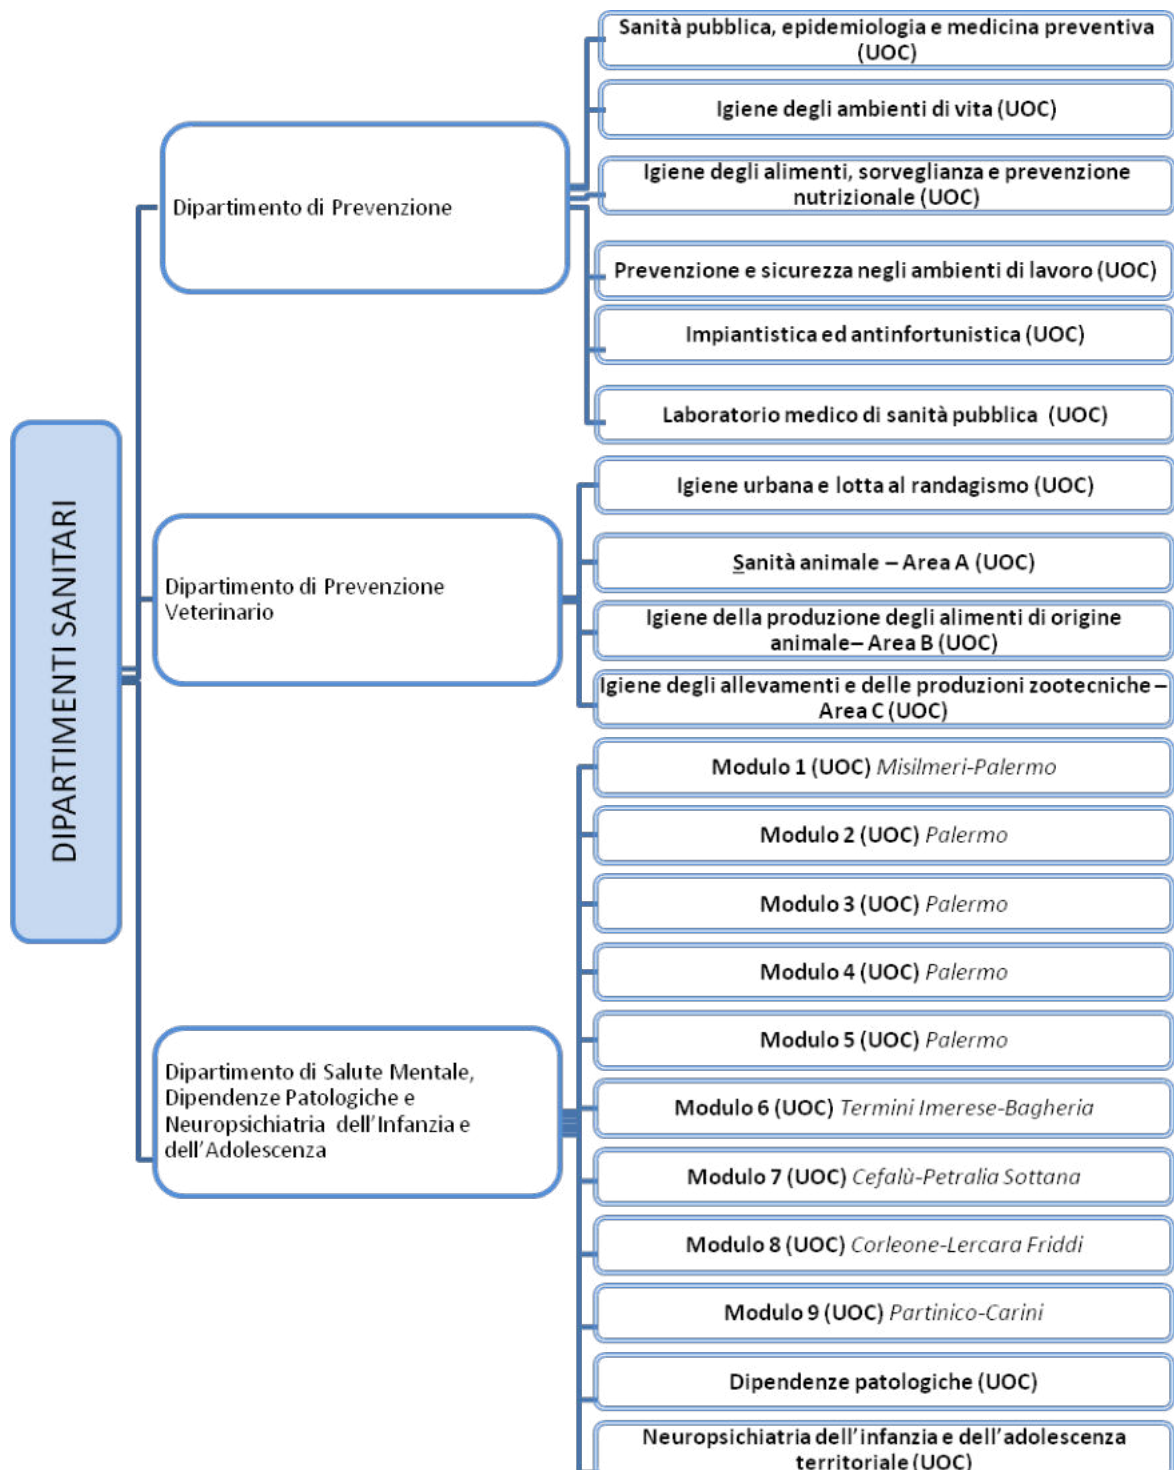 DIPARTIMENTI SANITARI
Dipartimento di Prevenzione
Sanità pubblica, epidemiologia e medicina preventiva
(UOC)
Igiene degli ambienti di vita (UOC)
Igiene degli alimenti, sorveglianza e prevenzione
nutrizionale (UOC)
Prevenzione e sicurezza negli ambienti di lavoro (UOC)
Impiantistica ed antinfortunistica (UOC)
Laboratorio medico di sanità pubblica (UOC)
Dipartimento di Prevenzione
Veterinario
Igiene urbana e lotta al randagismo (UOC)
Sanità animale – Area A (UOC)
Igiene della produzione degli alimenti di origine
animale– Area B (UOC)
Igiene degli allevamenti e delle produzioni zootecniche –
Area C (UOC)
Dipartimento di Salute Mentale,
Dipendenze Patologiche e
Neuropsichiatria dell'Infanzia e
dell'Adolescenza
Modulo 1 (UOC) Misilmeri-Palermo
Modulo 2 (UOC) Palermo
Modulo 3 (UOC) Palermo
Modulo 4 (UOC) Palermo
Modulo 5 (UOC) Palermo
Modulo 6 (UOC) Termini Imerese-Bagheria
Modulo 7 (UOC) Cefalù-Petralia Sottana
Modulo 8 (UOC) Corleone-Lercara Friddi
Modulo 9 (UOC) Partinico-Carini
Dipendenze patologiche (UOC)
Neuropsichiatria dell'infanzia e dell'adolescenza
territoriale (UOC)